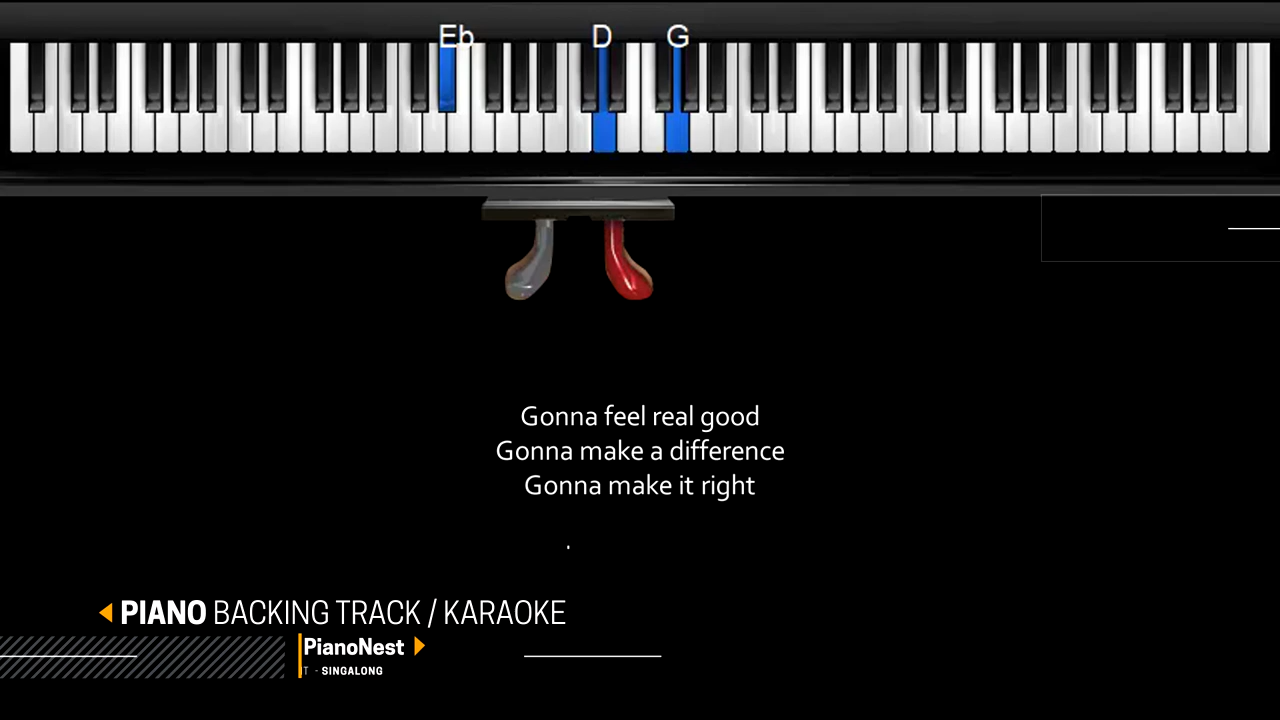 Eb D G
Gonna feel real good
Gonna make a difference
Gonna make it right
PIANO BACKING TRACK / KARAOKE
PianoNest
T - SINGALONG